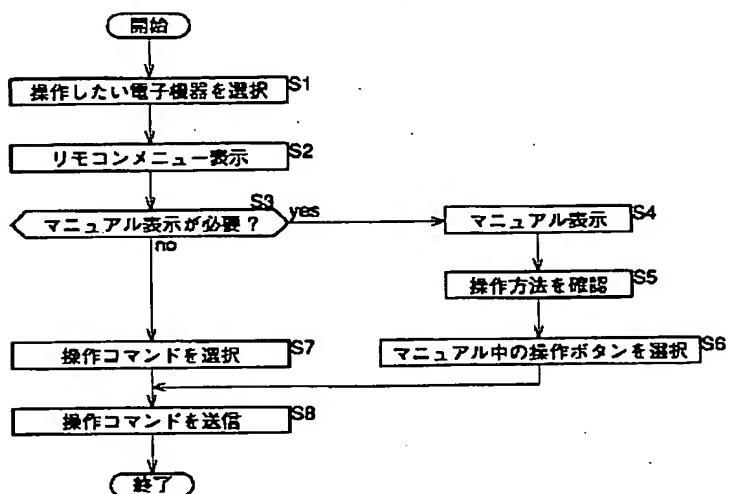 開始
操作したい電子機器を選択 S1
リモコンメニュー表示 S2
S3
マニュアル表示が必要？ yes
no
マニュアル表示 S4
操作方法を確認 S5
マニュアル中の操作ボタンを選択 S6
操作コマンドを選択 S7
操作コマンドを送信 S8
終了